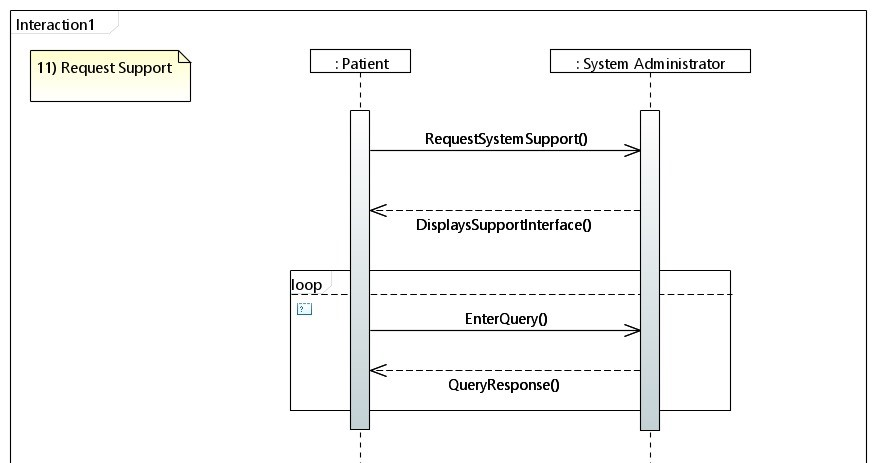 Interaction1
11) Request Support
: Patient
: System Administrator
RequestSystemSupport()
DisplaysSupportInterface()
loop
?
EnterQuery()
QueryResponse()